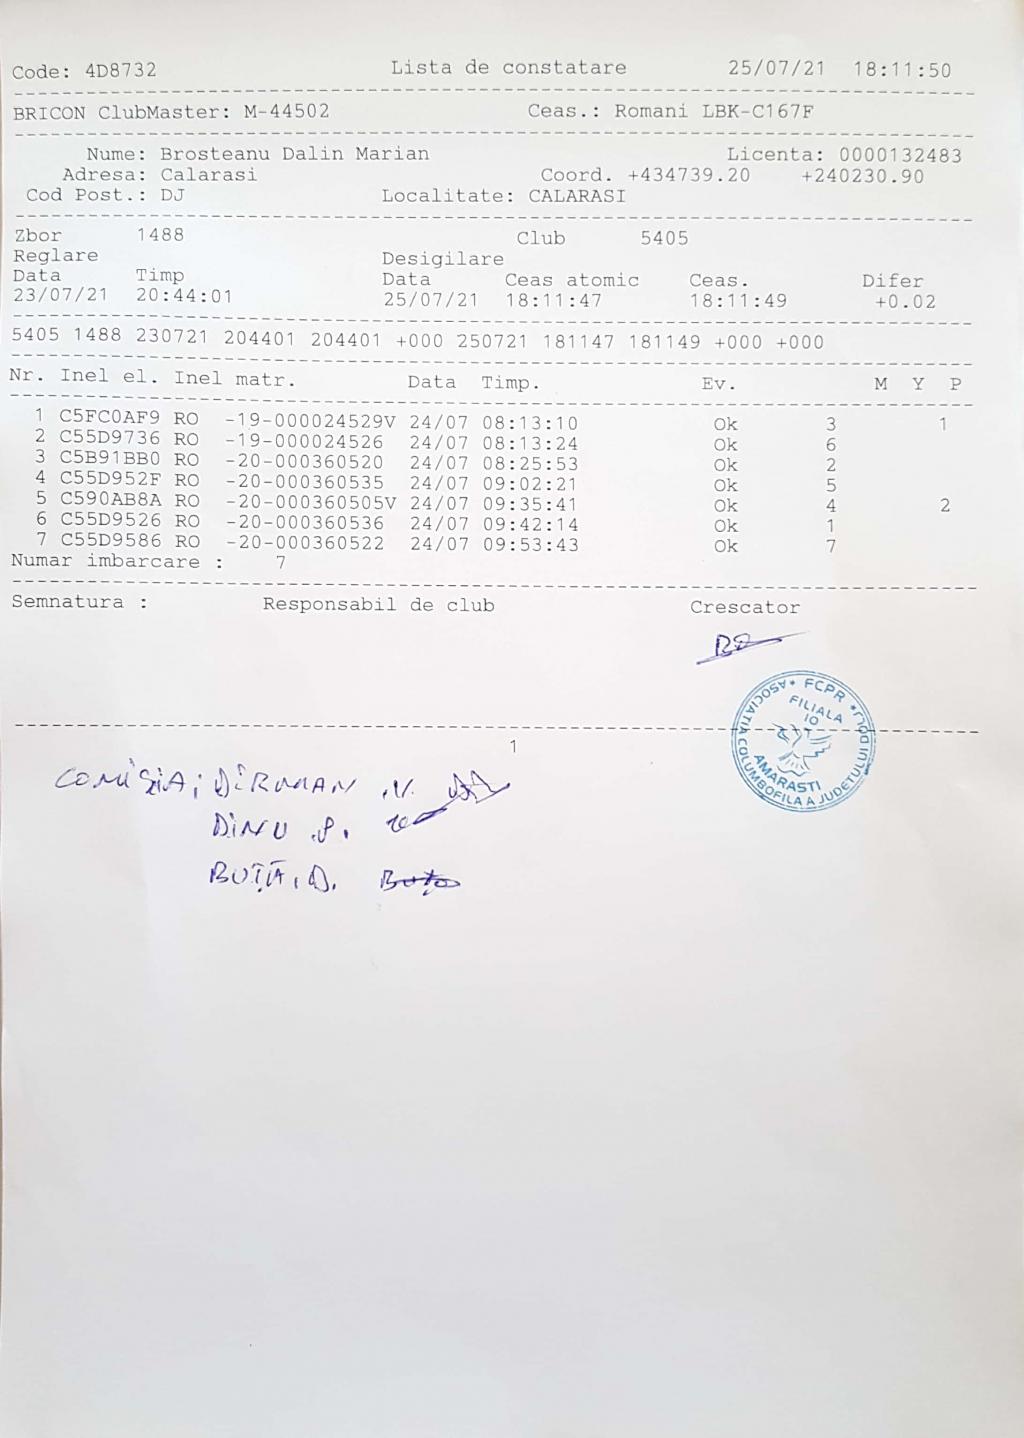 Code: 4D8732 Lista de constatare 25/07/21 18:11:50
BRICON ClubMaster: M-44502 Ceas.: Romani LBK-C167F
Nume: Brosteanu Dalin Marian Licenta: 0000132483
Adresa: Calarasi Coord. +434739.20 +240230.90
Cod Post.: DJ Localitate: CALARASI
Zbor 1488 Club 5405
Reglare Desigilare
Data Timp Data Ceas atomic Ceas. Difer
23/07/21 20:44:01 25/07/21 18:11:47 18:11:49 +0.02
5405 1488 230721 204401 204401 +000 250721 181147 181149 +000 +000
Nr. Inel el. Inel matr. Data Timp. Ev. M Y P
1 C5FC0AF9 RO -19-000024529V 24/07 08:13:10 Ok 3 1
2 C55D9736 RO -19-000024526 24/07 08:13:24 Ok 6
3 C5B91BB0 RO -20-000360520 24/07 08:25:53 Ok 2
4 C55D952F RO -20-000360535 24/07 09:02:21 Ok 5
5 C590AB8A RO -20-000360505V 24/07 09:35:41 Ok 4 2
6 C55D9526 RO -20-000360536 24/07 09:42:14 Ok 1
7 C55D9586 RO -20-000360522 24/07 09:53:43 Ok 7
Numar imbarcare : 7
Semnatura : Responsabil de club Crescator
ASOCIATIA COLUMBOFILA A JUDETULUI DOLJ * FCPR *
FILIALA
10
AMARASTI
1
COMISIA; DÎRMAN N.
DINU P.
BUȚĂ, D. Buta